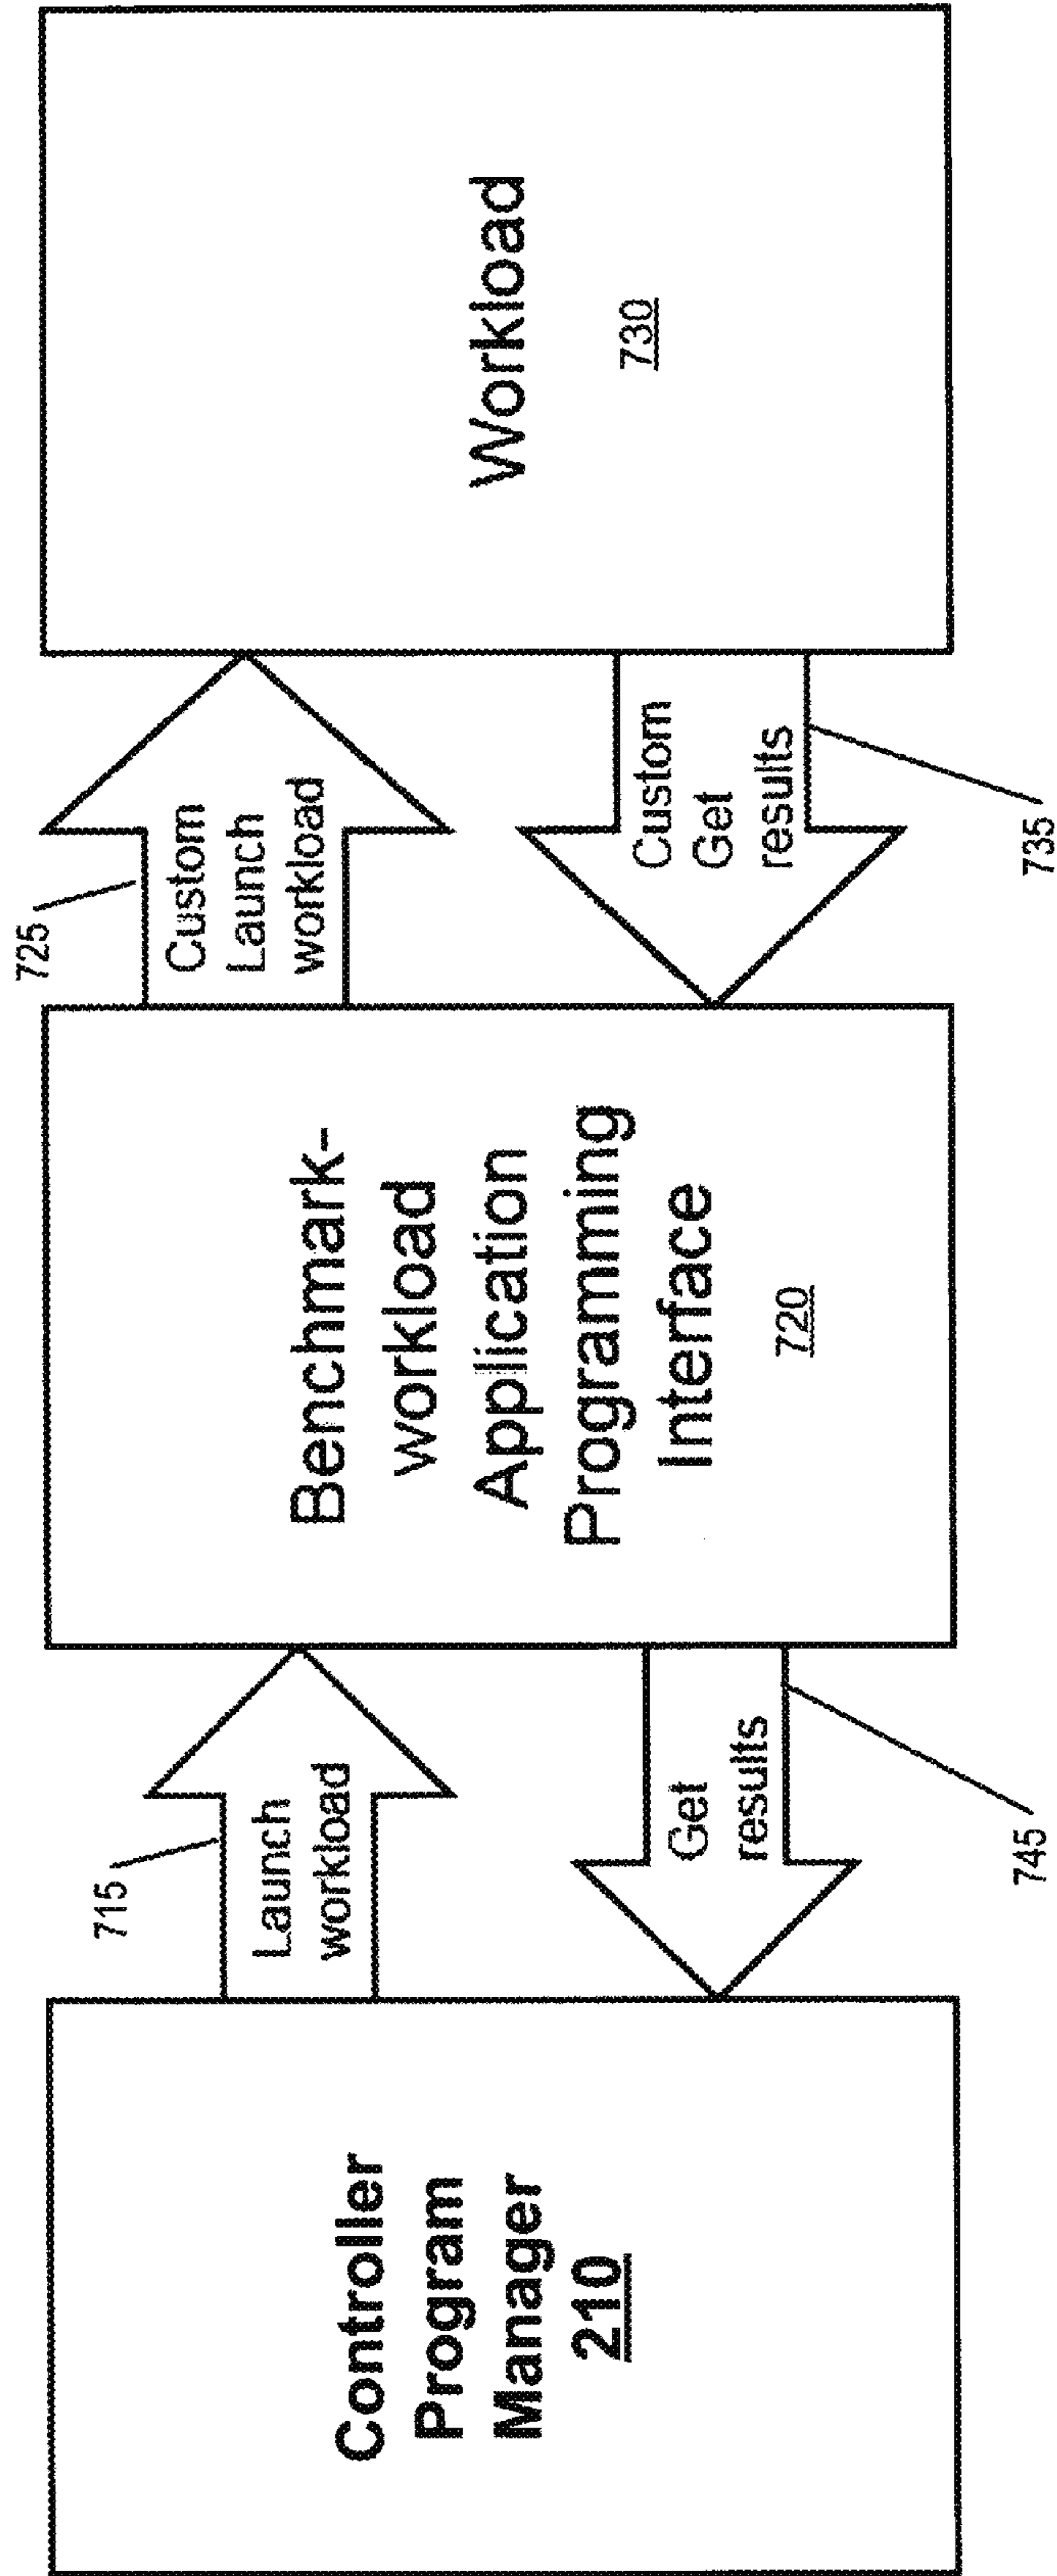 Controller
Program
Manager
210
715
Launch
workload
Get
results
745
Benchmark-
workload
Application
Programming
Interface
720
725
Custom
Launch
workload
Custom
Get
results
735
Workload
730